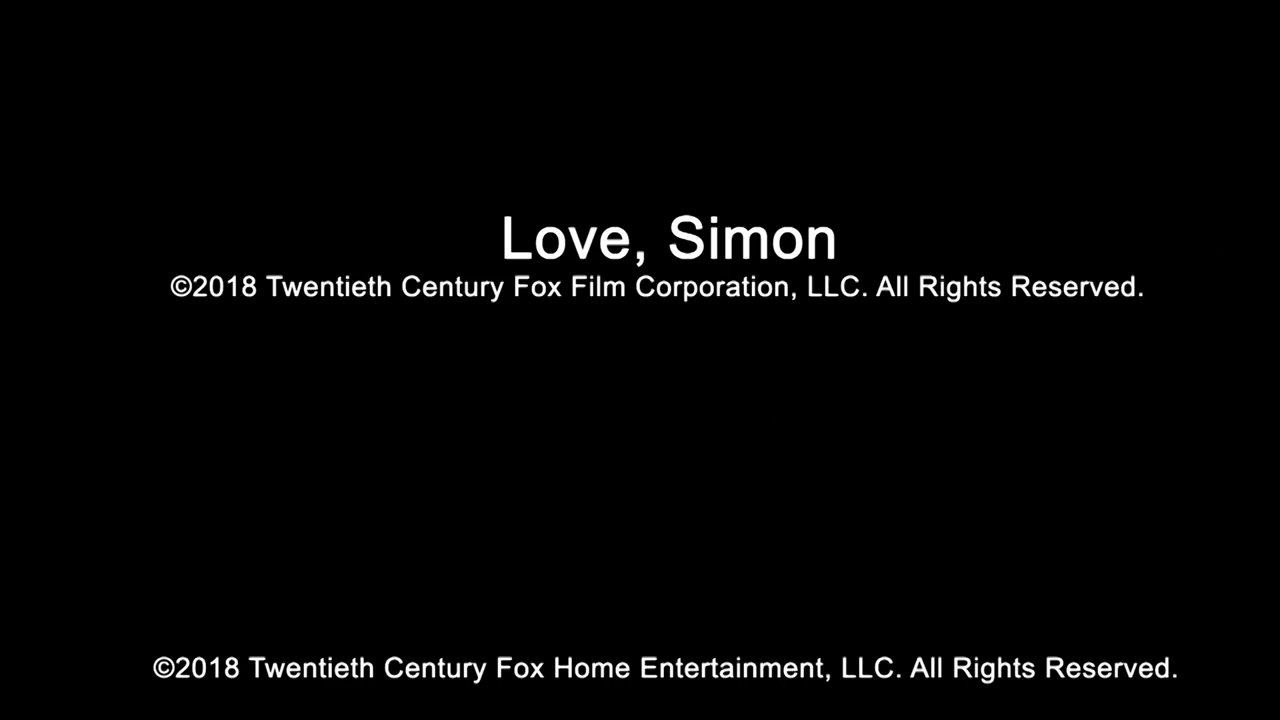 Love, Simon
©2018 Twentieth Century Fox Film Corporation, LLC. All Rights Reserved.
©2018 Twentieth Century Fox Home Entertainment, LLC. All Rights Reserved.